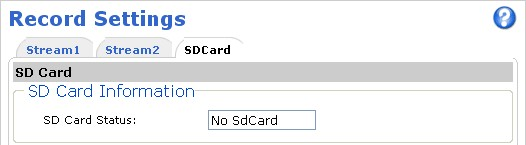 Record Settings
Stream1 Stream2 SDCard
SD Card
SD Card Information
SD Card Status: No SdCard